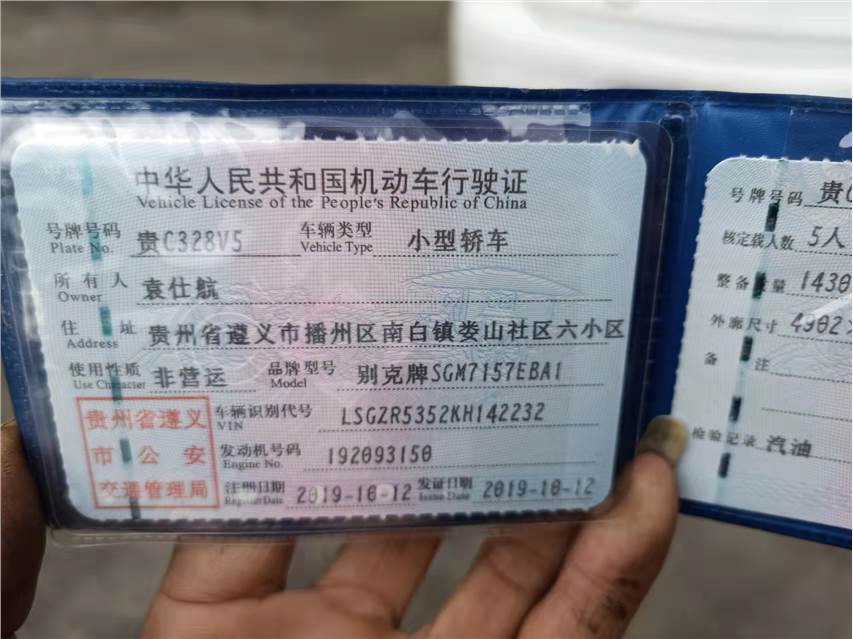 中华人民共和国机动车行驶证
Vehicle License of the People's Republic of China
号牌号码 贵C328V5 车辆类型 小型轿车
Plate No. Vehicle Type
所有人 袁仕航
Owner
住址 贵州省遵义市播州区南白镇娄山社区六小区
Address
使用性质 非营运 品牌型号 别克牌SGM7157EBA1
Use Character Model
贵州省遵义
市公安
交通管理局
车辆识别代号 LSGZR5352KH142232
VIN
发动机号码 192093150
Engine No.
注册日期 2019-10-12 发证日期 2019-10-12
Register Date Issue Date
号牌号码 贵
核定载人数 5人
整备质量 1430
外廓尺寸 4902X
备注
检验记录 汽油